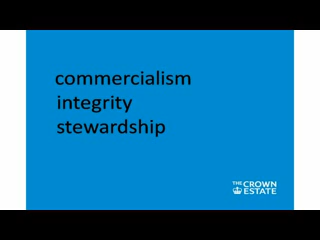 commercialism
integrity
stewardship
THE CROWN
ESTATE